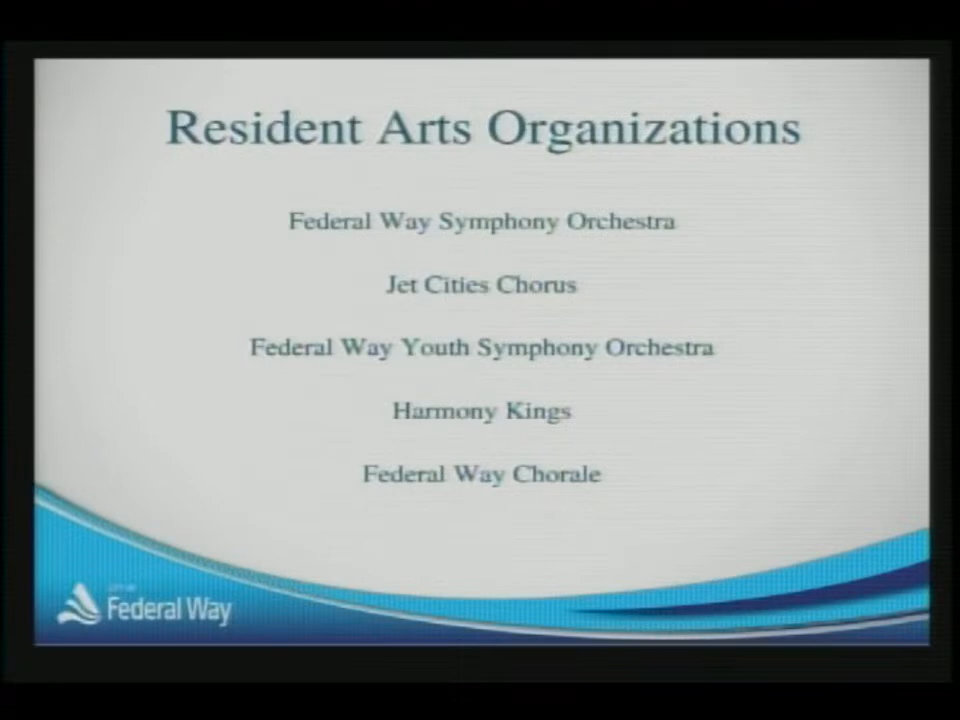 Resident Arts Organizations
Federal Way Symphony Orchestra
Jet Cities Chorus
Federal Way Youth Symphony Orchestra
Harmony Kings
Federal Way Chorale
Federal Way